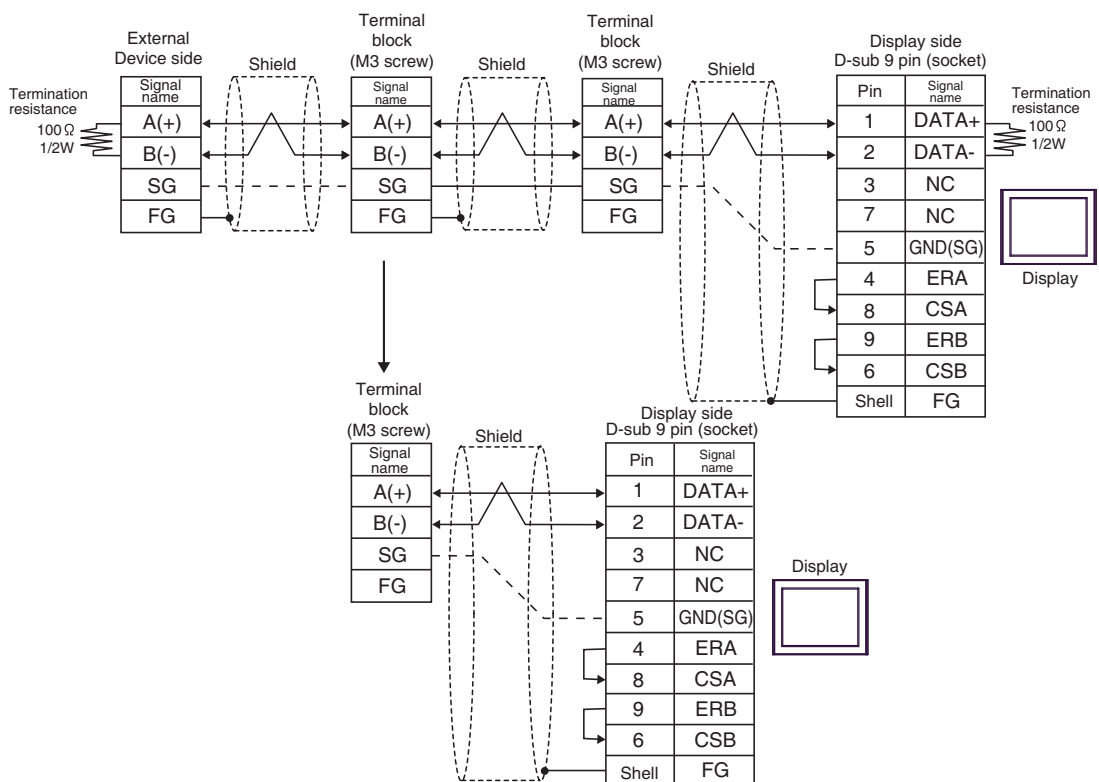 External
Device side
Terminal
block
(M3 screw)
Terminal
block
(M3 screw)
Display side
D-sub 9 pin (socket)
Shield
Shield
Shield
Termination
resistance
100 Ω
1/2W
Signal
name
A(+)
B(-)
SG
FG
Signal
name
A(+)
B(-)
SG
FG
Signal
name
A(+)
B(-)
SG
FG
Pin Signal name
1 DATA+
2 DATA-
3 NC
7 NC
5 GND(SG)
4 ERA
8 CSA
9 ERB
6 CSB
Shell FG
Termination
resistance
100 Ω
1/2W
Display
Terminal
block
(M3 screw)
Shield
Display side
D-sub 9 pin (socket)
Signal
name
A(+)
B(-)
SG
FG
Pin Signal name
1 DATA+
2 DATA-
3 NC
7 NC
5 GND(SG)
4 ERA
8 CSA
9 ERB
6 CSB
Shell FG
Display